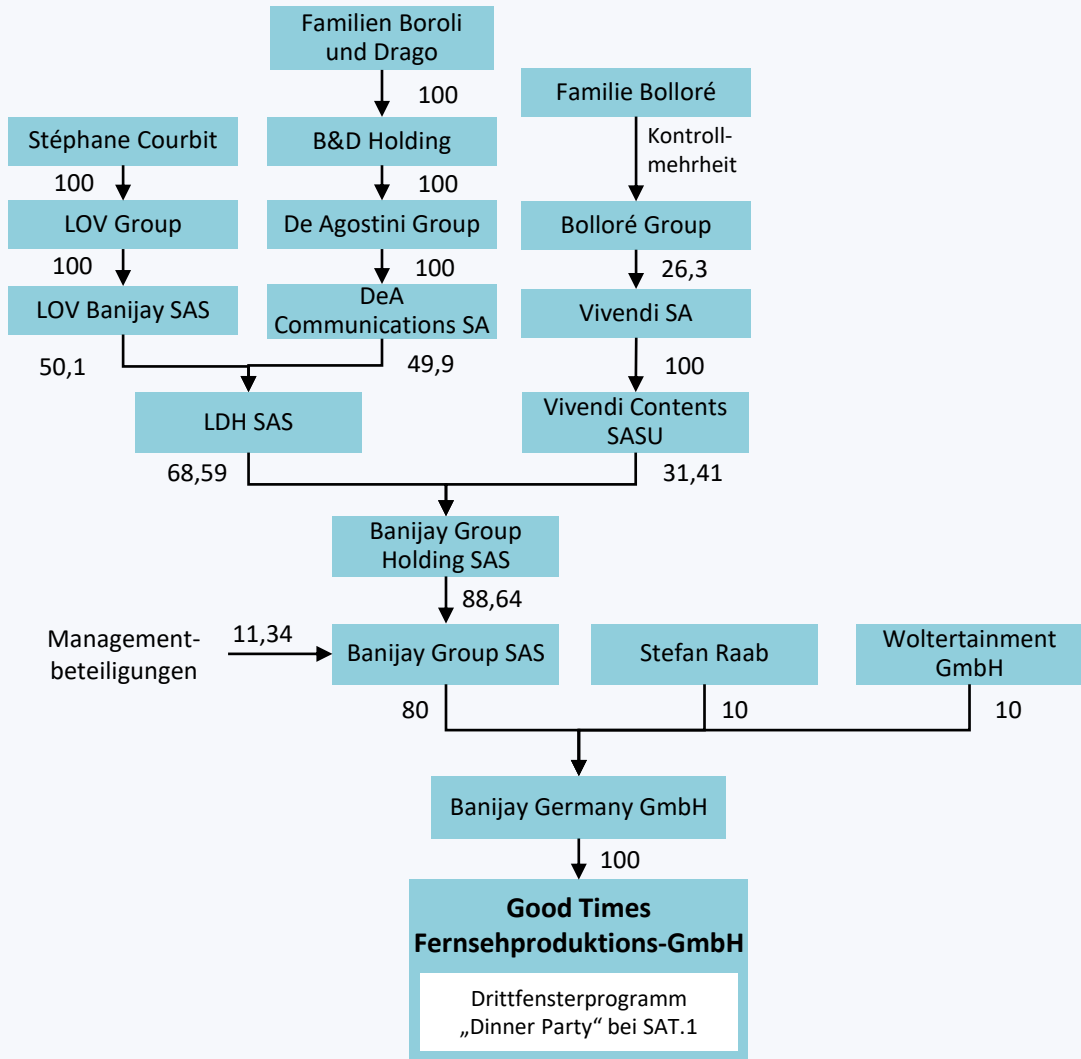 Familien Boroli
und Drago
100
Familie Bolloré
Stéphane Courbit
B&D Holding
Kontroll-
mehrheit
100
100
LOV Group
De Agostini Group
Bolloré Group
100
100
26,3
LOV Banijay SAS
DeA
Communications SA
Vivendi SA
50,1
49,9
100
LDH SAS
Vivendi Contents
SASU
68,59
31,41
Banijay Group
Holding SAS
88,64
Management-
beteiligungen
11,34
Banijay Group SAS
Stefan Raab
Woltertainment
GmbH
80
10
10
Banijay Germany GmbH
100
Good Times
Fernsehproduktions-GmbH
Drittfensterprogramm
„Dinner Party“ bei SAT.1